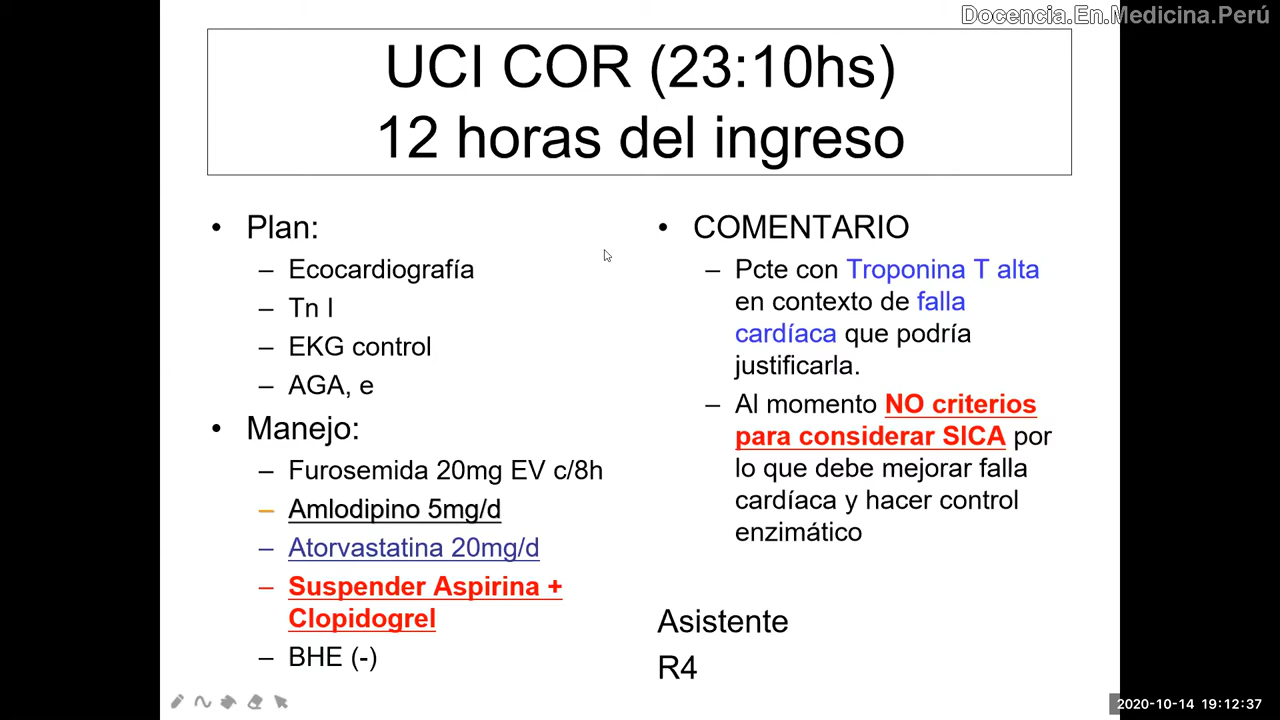 Docencia.En.Medicina.Perú
UCI COR (23:10hs)
12 horas del ingreso
• Plan:
– Ecocardiografía
– Tn I
– EKG control
– AGA, e
• Manejo:
– Furosemida 20mg EV c/8h
– Amlodipino 5mg/d
– Atorvastatina 20mg/d
– Suspender Aspirina +
Clopidogrel
– BHE (-)
• COMENTARIO
– Pcte con Troponina T alta
en contexto de falla
cardíaca que podría
justificarla.
– Al momento NO criterios
para considerar SICA por
lo que debe mejorar falla
cardíaca y hacer control
enzimático
Asistente
R4
2020-10-14 19:12:37